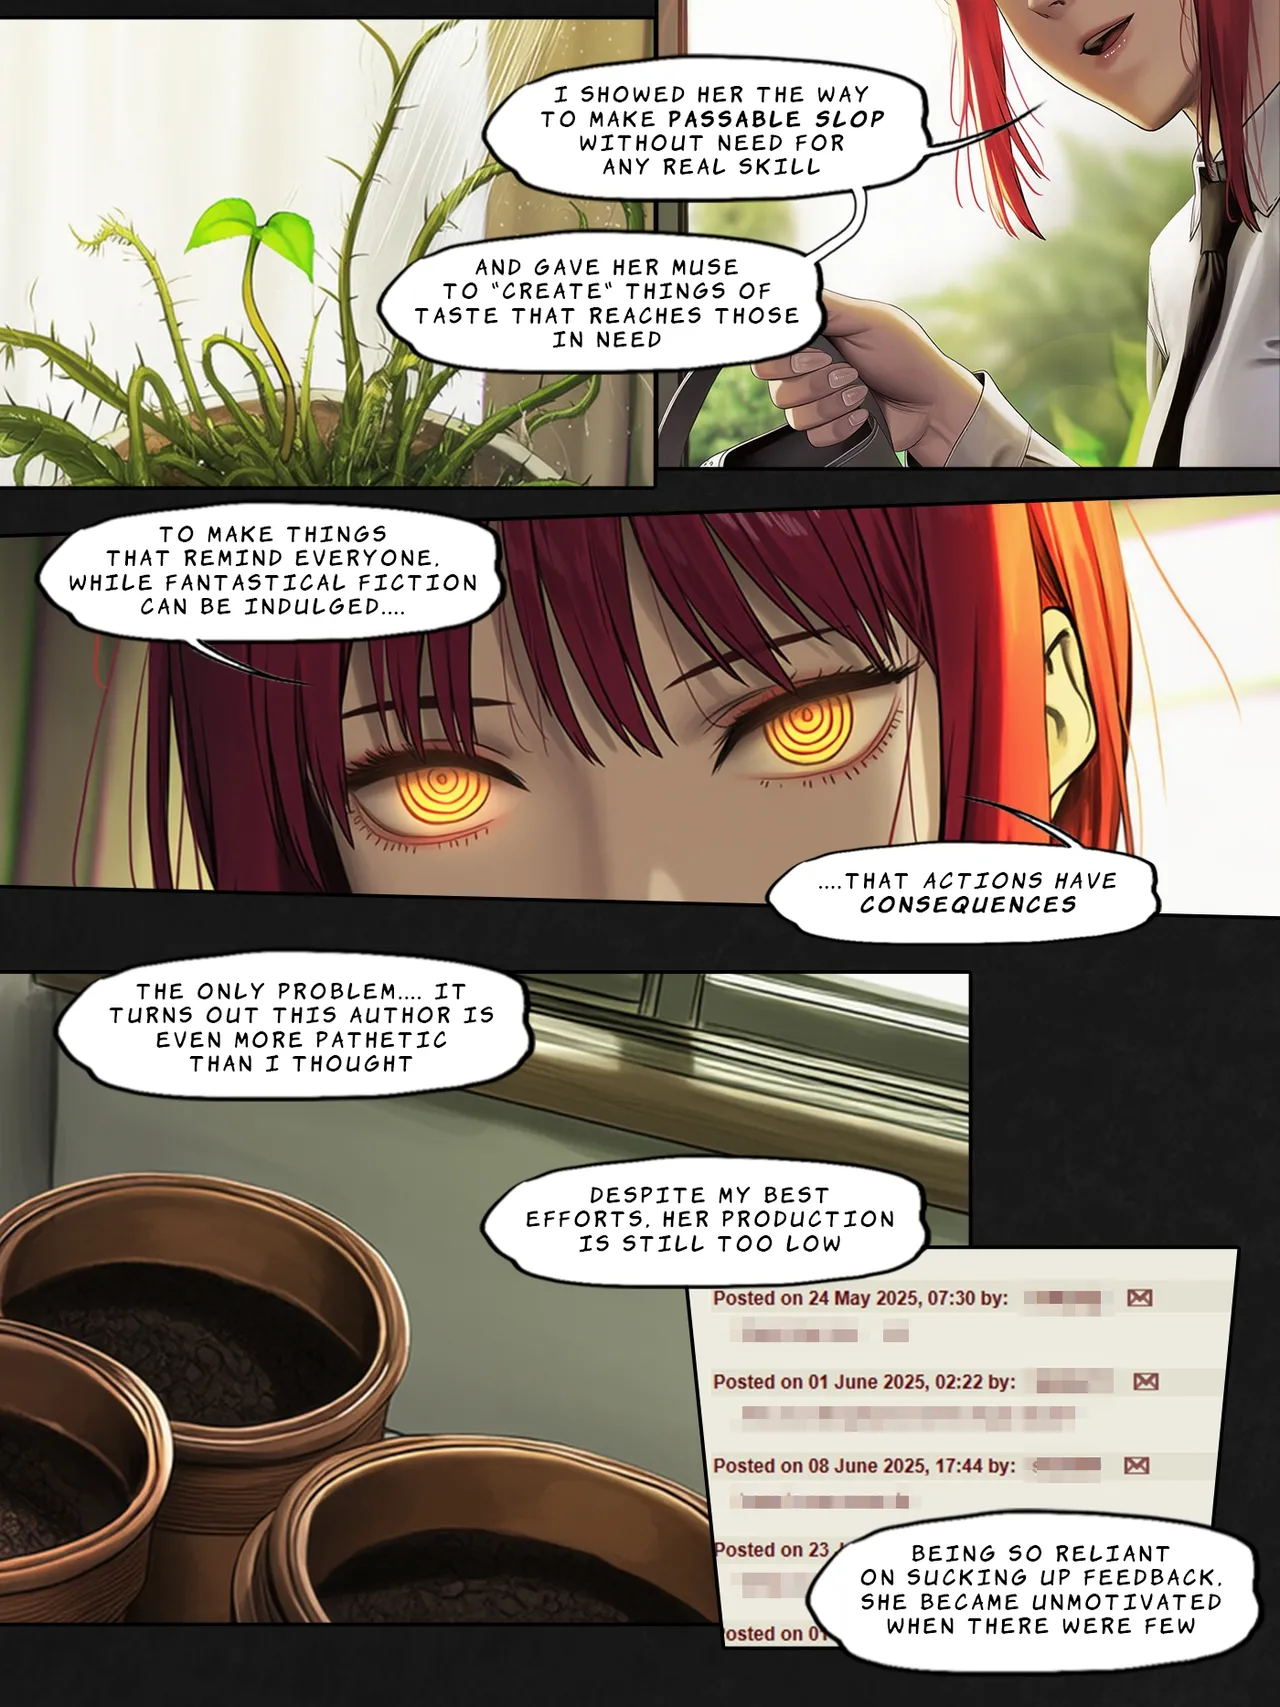 I SHOWED HER THE WAY
TO MAKE PASSABLE SLOP
WITHOUT NEED FOR
ANY REAL SKILL
AND GAVE HER MUSE
TO "CREATE" THINGS OF
TASTE THAT REACHES THOSE
IN NEED
TO MAKE THINGS
THAT REMIND EVERYONE,
WHILE FANTASTICAL FICTION
CAN BE INDULGED....
....THAT ACTIONS HAVE
CONSEQUENCES
THE ONLY PROBLEM.... IT
TURNS OUT THIS AUTHOR IS
EVEN MORE PATHETIC
THAN I THOUGHT
DESPITE MY BEST
EFFORTS, HER PRODUCTION
IS STILL TOO LOW
Posted on 24 May 2025, 07:30 by:
Posted on 01 June 2025, 02:22 by:
Posted on 08 June 2025, 17:44 by:
Posted on 23
osted on 01
BEING SO RELIANT
ON SUCKING UP FEEDBACK,
SHE BECAME UNMOTIVATED
WHEN THERE WERE FEW